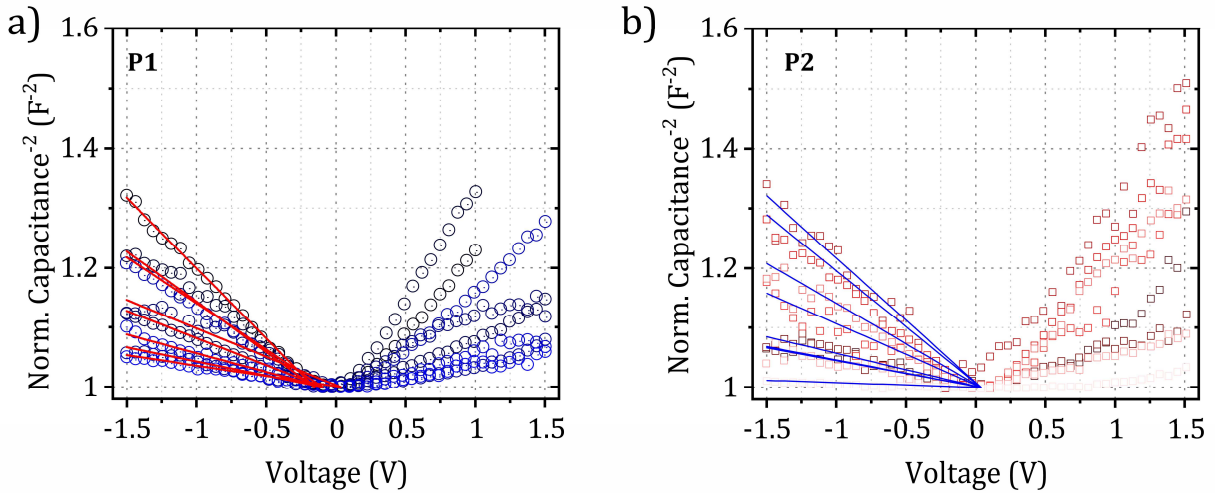 a)
P1
Norm. Capacitance⁻² (F⁻²)
1.6
1.4
1.2
1
-1.5 -1 -0.5 0 0.5 1 1.5
Voltage (V)
b)
P2
Norm. Capacitance⁻² (F⁻²)
1.6
1.4
1.2
1
-1.5 -1 -0.5 0 0.5 1 1.5
Voltage (V)